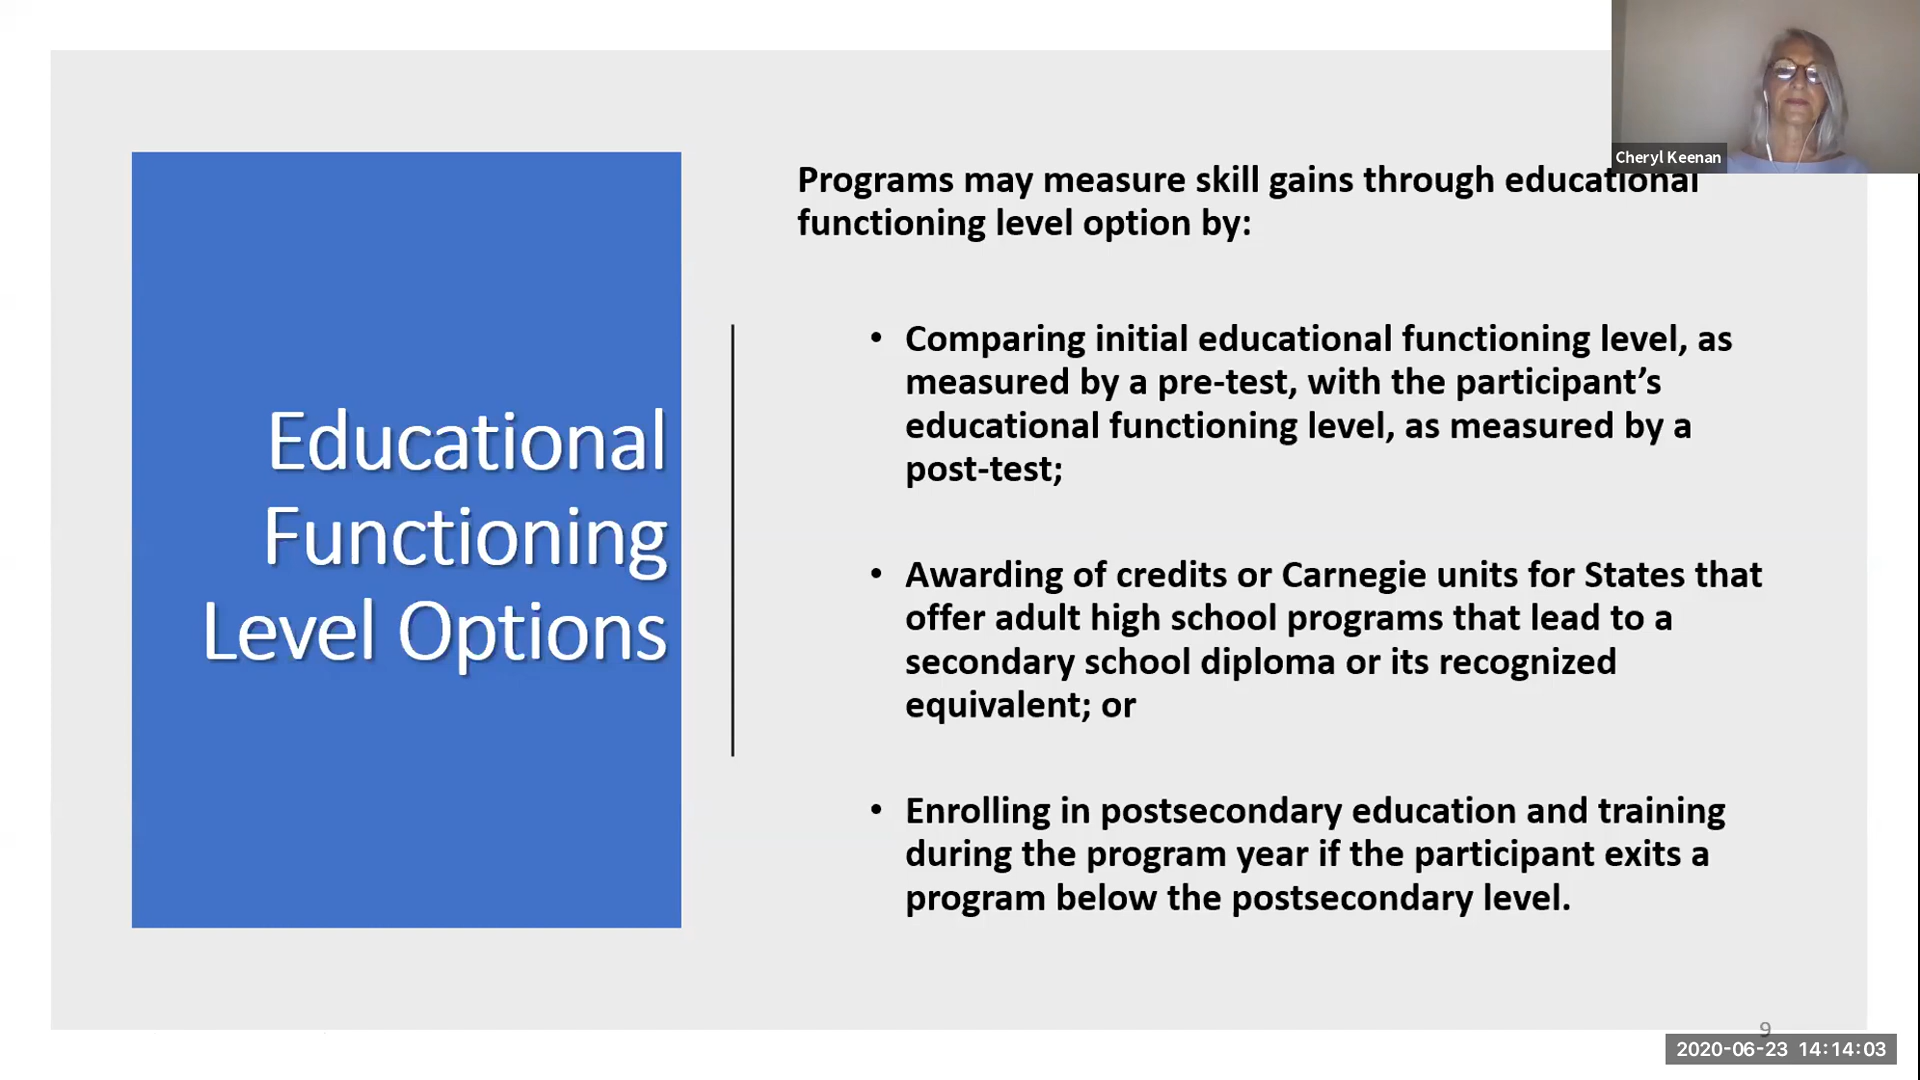 Cheryl Keenan
Programs may measure skill gains through educational
functioning level option by:
Educational
Functioning
Level Options
• Comparing initial educational functioning level, as
measured by a pre-test, with the participant’s
educational functioning level, as measured by a
post-test;
• Awarding of credits or Carnegie units for States that
offer adult high school programs that lead to a
secondary school diploma or its recognized
equivalent; or
• Enrolling in postsecondary education and training
during the program year if the participant exits a
program below the postsecondary level.
9
2020-06-23 14:14:03